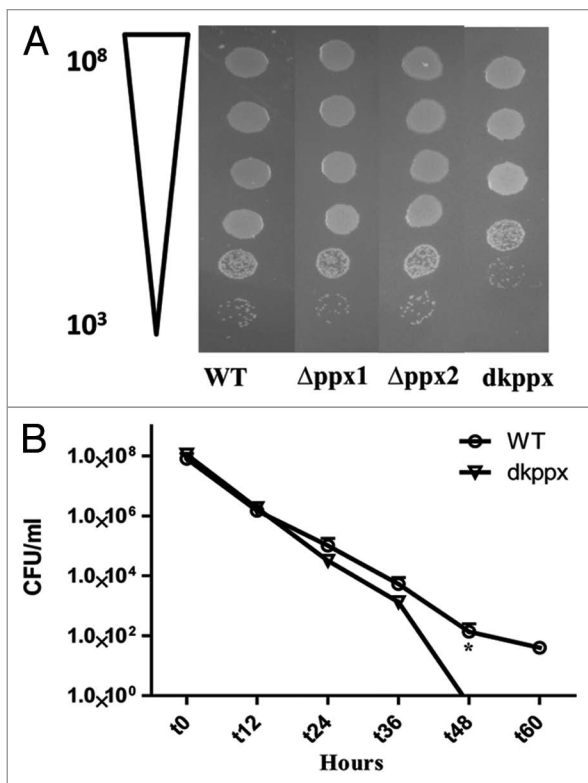 A
10⁸
10³
WT Δppx1 Δppx2 dkppx
B
WT
dkppx
CFU/ml
1.0×10⁸
1.0×10⁶
1.0×10⁴
1.0×10²
1.0×10⁰
*
t0 t12 t24 t36 t48 t60
Hours